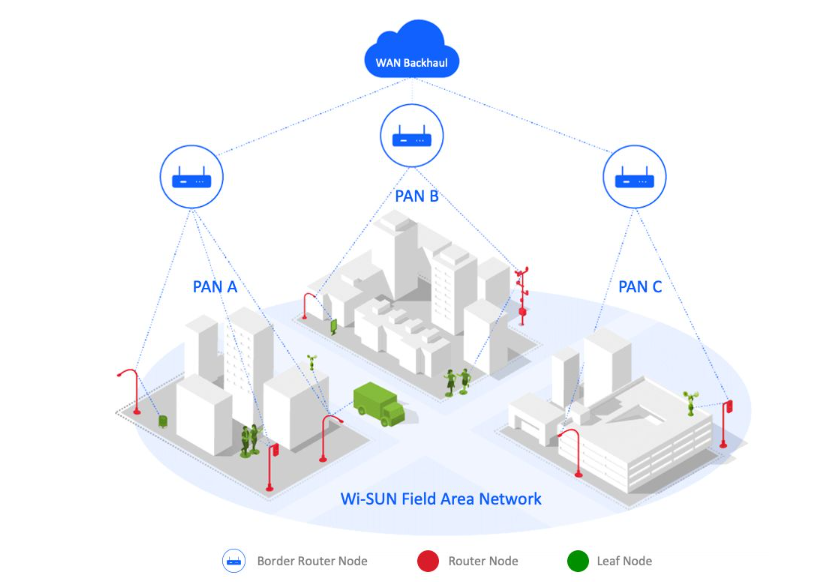 WAN Backhaul
PAN B
PAN A
PAN C
Wi-SUN Field Area Network
Border Router Node
Router Node
Leaf Node